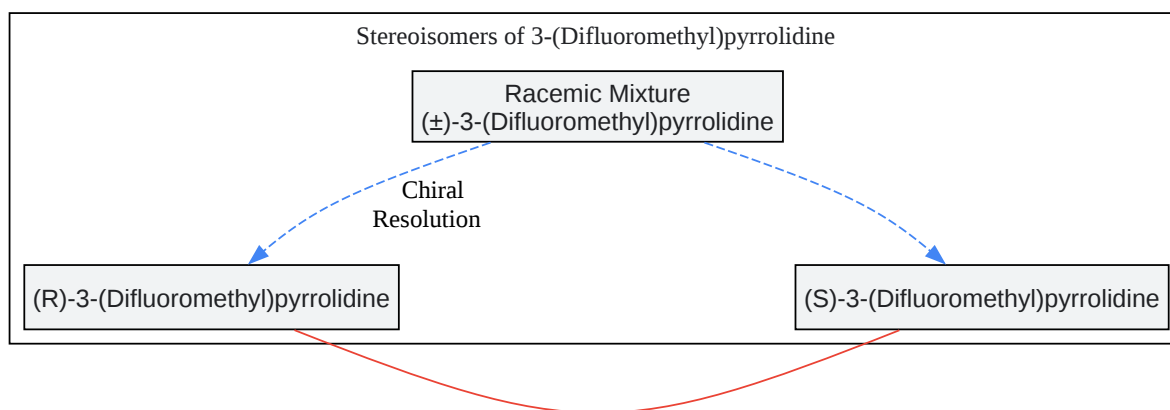 Stereoisomers of 3-(Difluoromethyl)pyrrolidine
Racemic Mixture
(±)-3-(Difluoromethyl)pyrrolidine
Chiral
Resolution
(R)-3-(Difluoromethyl)pyrrolidine
(S)-3-(Difluoromethyl)pyrrolidine